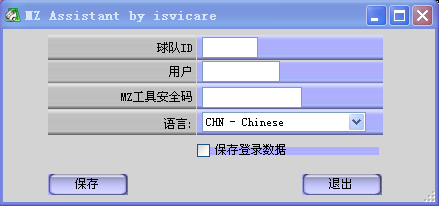 MZ Assistant by isvicare
球队ID
用户
MZ工具安全码
语言: CHN - Chinese
保存登录数据
保存 退出